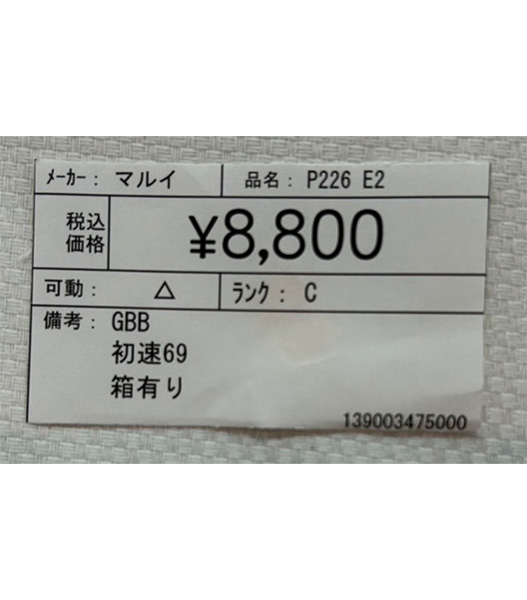 ﾒｰｶｰ： マルイ 品名： P226 E2
税込
価格 ¥8,800
可動： △ ﾗﾝｸ： C
備考： GBB
初速69
箱有り
139003475000